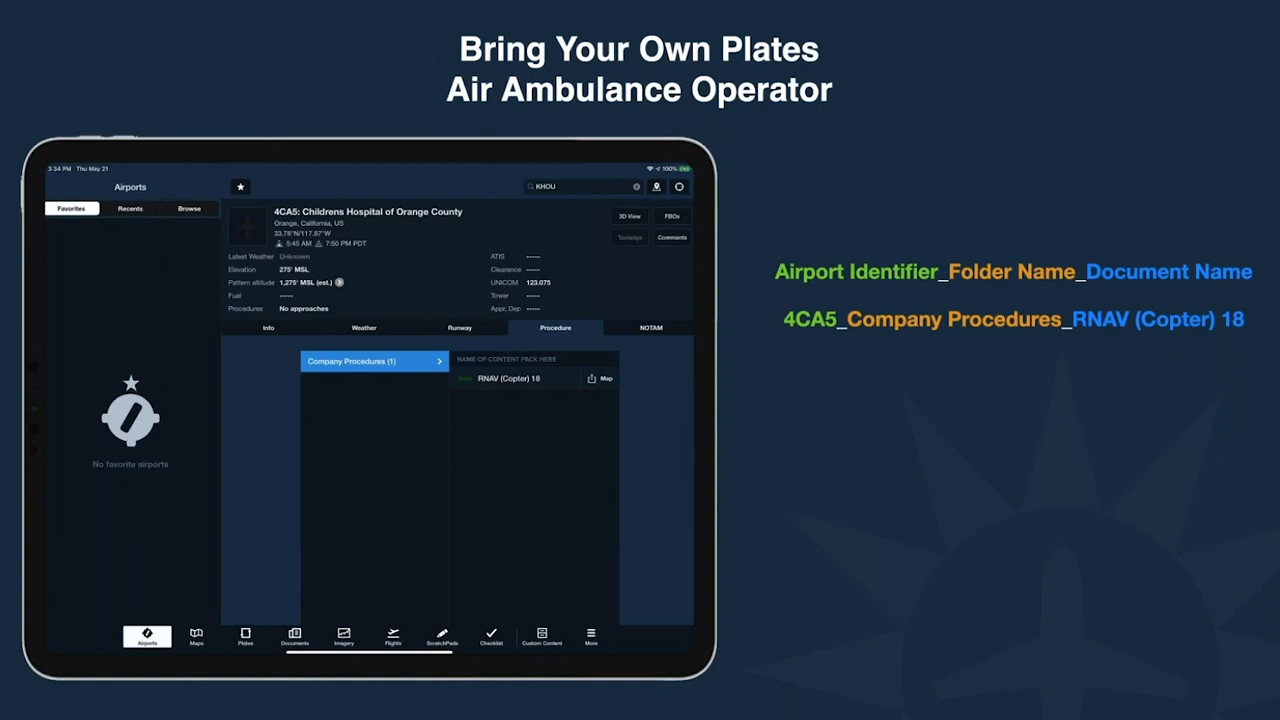 Bring Your Own Plates
Air Ambulance Operator
3:34 PM Thu May 21
100%
Airports
KHOU
Favorites Recents Browse
4CA5: Childrens Hospital of Orange County
Orange, California, US
33.78°N/117.87°W
5:45 AM 7:50 PM PDT
3D View FBOs
Takeways Comments
Latest Weather Unknown
Elevation 275' MSL
Pattern altitude 1,275' MSL (est.)
Fuel -----
Procedures No approaches
ATIS -----
Clearance -----
UNICOM 123.075
Tower -----
Appr, Dep -----
Info Weather Runway Procedure NOTAM
Company Procedures (1)
NAME OF CONTENT PACK HERE
RNAV (Copter) 18 Map
No favorite airports
Airports Maps Plates Documents Imagery Flights ScratchPads Checklist Custom Content More
Airport Identifier_Folder Name_Document Name
4CA5_Company Procedures_RNAV (Copter) 18